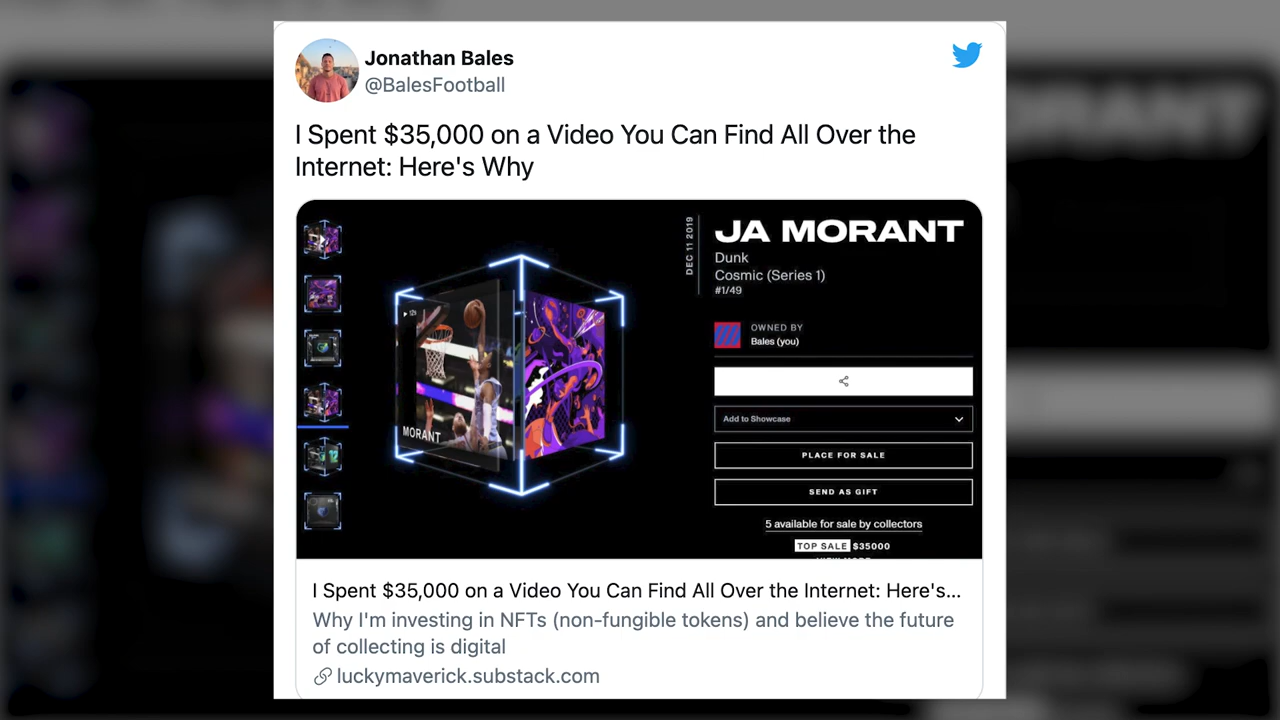 Jonathan Bales
@BalesFootball
I Spent $35,000 on a Video You Can Find All Over the
Internet: Here's Why
MORANT
DEC 11 2019
JA MORANT
Dunk
Cosmic (Series 1)
#1/49
OWNED BY
Bales (you)
Add to Showcase
PLACE FOR SALE
SEND AS GIFT
5 available for sale by collectors
TOP SALE $35000
I Spent $35,000 on a Video You Can Find All Over the Internet: Here's...
Why I'm investing in NFTs (non-fungible tokens) and believe the future
of collecting is digital
luckymaverick.substack.com